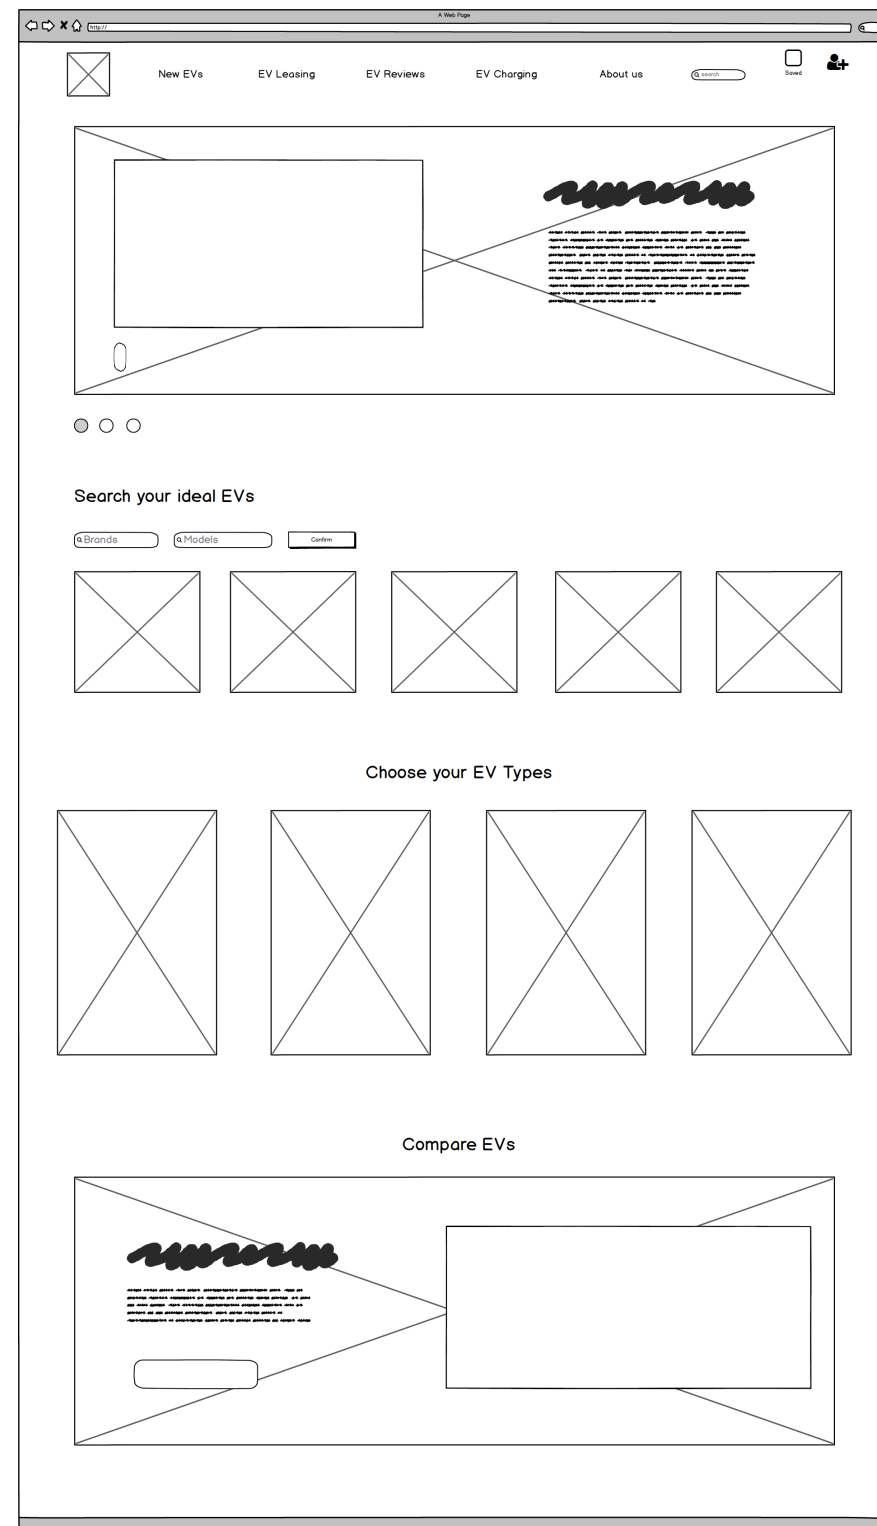 A Web Page
http://
New EVs EV Leasing EV Reviews EV Charging About us search Saved
Search your ideal EVs
Brands Models Confirm
Choose your EV Types
Compare EVs